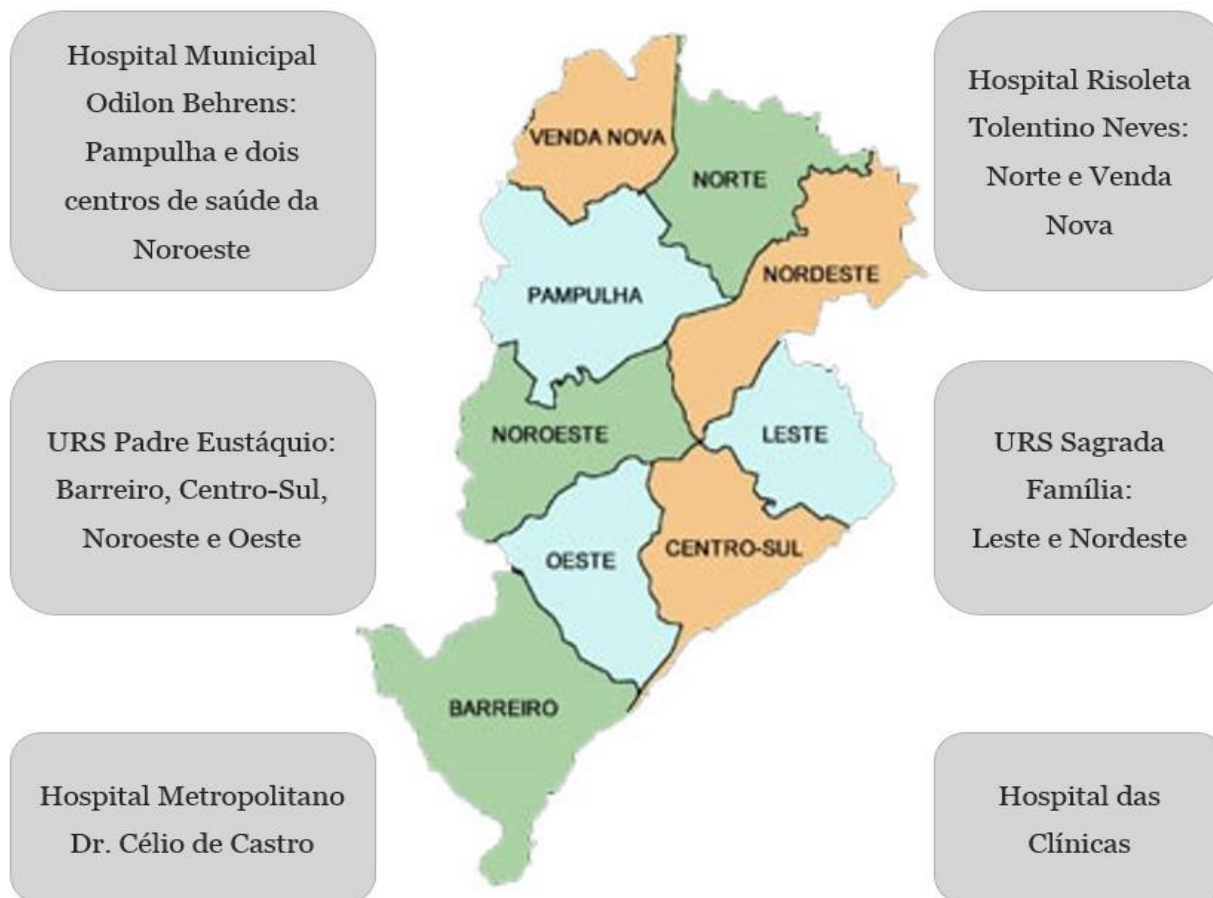 Hospital Municipal
Odilon Behrens:
Pampulha e dois
centros de saúde da
Noroeste
Hospital Risoleta
Tolentino Neves:
Norte e Venda
Nova
VENDA NOVA
NORTE
NORDESTE
PAMPULHA
NOROESTE
LESTE
OESTE
CENTRO-SUL
BARREIRO
URS Padre Eustáquio:
Barreiro, Centro-Sul,
Noroeste e Oeste
URS Sagrada
Família:
Leste e Nordeste
Hospital Metropolitano
Dr. Célio de Castro
Hospital das
Clínicas